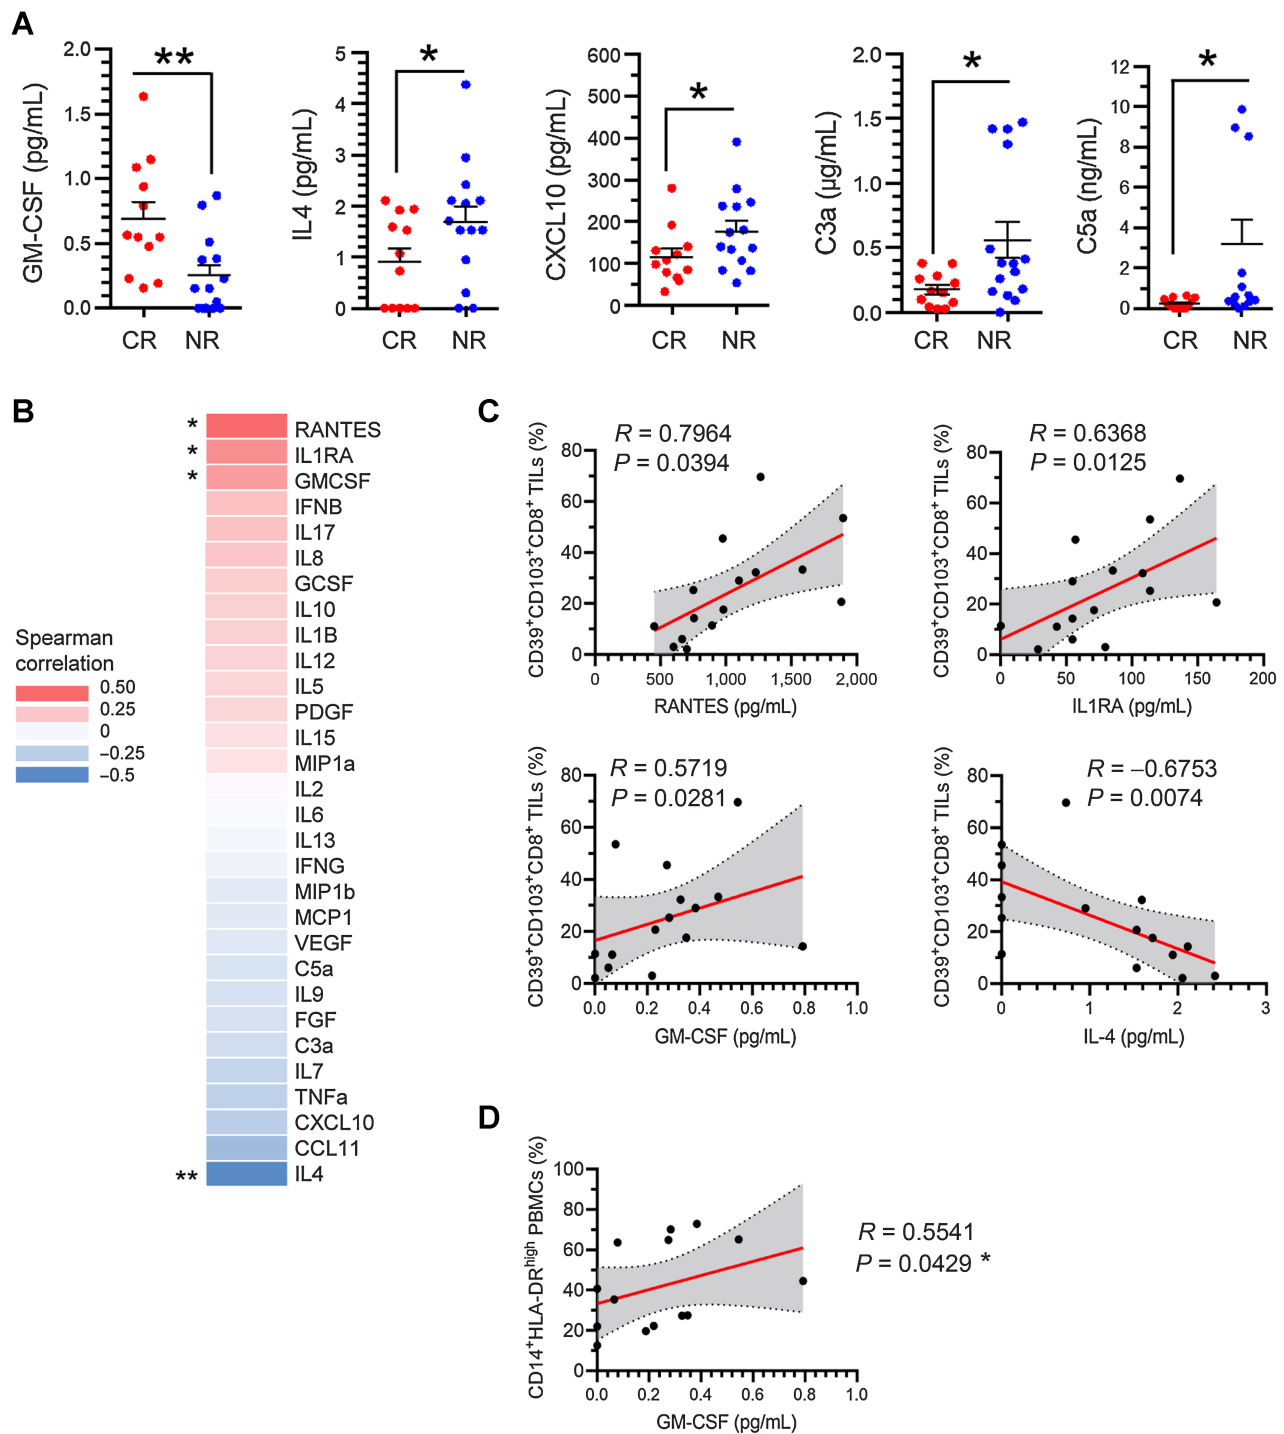 A
GM-CSF (pg/mL)
2.0
1.5
1.0
0.5
0.0
**
CR NR
IL4 (pg/mL)
5
4
3
2
1
0
*
CR NR
CXCL10 (pg/mL)
600
500
400
300
200
100
0
*
CR NR
C3a (µg/mL)
2.0
1.5
1.0
0.5
0.0
*
CR NR
C5a (ng/mL)
12
10
8
6
4
2
0
*
CR NR
B
Spearman
correlation
0.50
0.25
0
−0.25
−0.5
* RANTES
* IL1RA
* GMCSF
IFNB
IL17
IL8
GCSF
IL10
IL1B
IL12
IL5
PDGF
IL15
MIP1a
IL2
IL6
IL13
IFNG
MIP1b
MCP1
VEGF
C5a
IL9
FGF
C3a
IL7
TNFa
CXCL10
CCL11
** IL4
C
CD39+CD103+CD8+ TILs (%)
R = 0.7964
P = 0.0394
80
60
40
20
0
0 500 1,000 1,500 2,000
RANTES (pg/mL)
CD39+CD103+CD8+ TILs (%)
R = 0.6368
P = 0.0125
80
60
40
20
0
0 50 100 150 200
IL1RA (pg/mL)
CD39+CD103+CD8+ TILs (%)
R = 0.5719
P = 0.0281
80
60
40
20
0
0.0 0.2 0.4 0.6 0.8 1.0
GM-CSF (pg/mL)
CD39+CD103+CD8+ TILs (%)
R = −0.6753
P = 0.0074
80
60
40
20
0
0 1 2 3
IL-4 (pg/mL)
D
CD14+HLA-DRhigh PBMCs (%)
100
80
60
40
20
0
0.0 0.2 0.4 0.6 0.8 1.0
GM-CSF (pg/mL)
R = 0.5541
P = 0.0429 *